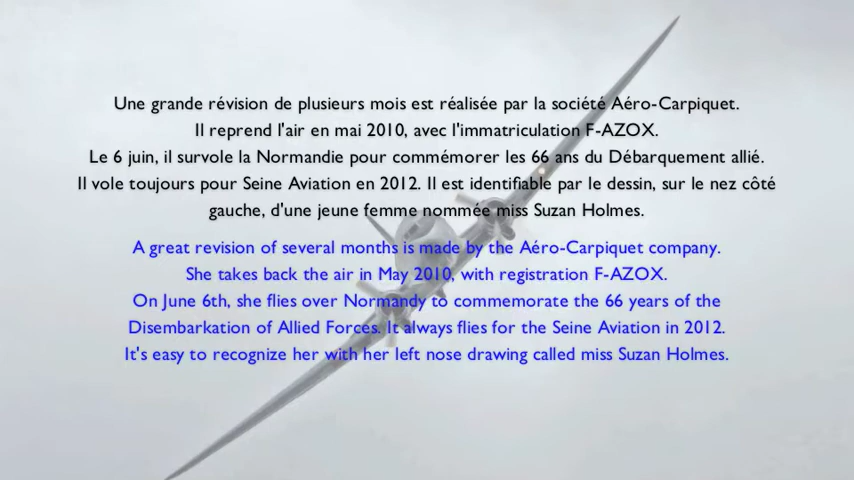 Une grande révision de plusieurs mois est réalisée par la société Aéro-Carpiquet.
Il reprend l'air en mai 2010, avec l'immatriculation F-AZOX.
Le 6 juin, il survole la Normandie pour commémorer les 66 ans du Débarquement allié.
Il vole toujours pour Seine Aviation en 2012. Il est identifiable par le dessin, sur le nez côté
gauche, d'une jeune femme nommée miss Suzan Holmes.
A great revision of several months is made by the Aéro-Carpiquet company.
She takes back the air in May 2010, with registration F-AZOX.
On June 6th, she flies over Normandy to commemorate the 66 years of the
Disembarkation of Allied Forces. It always flies for the Seine Aviation in 2012.
It's easy to recognize her with her left nose drawing called miss Suzan Holmes.